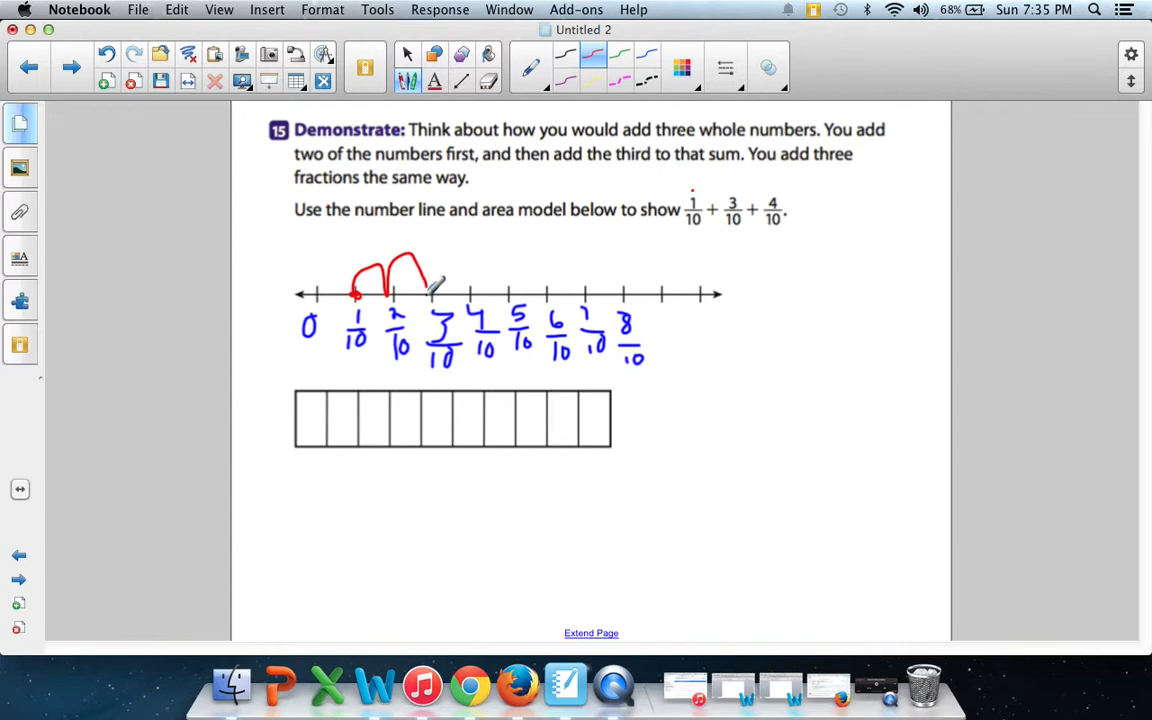 Notebook File Edit View Insert Format Tools Response Window Add-ons Help 68% Sun 7:35 PM
Untitled 2
A
15 Demonstrate: Think about how you would add three whole numbers. You add
two of the numbers first, and then add the third to that sum. You add three
fractions the same way.
Use the number line and area model below to show 1/10 + 3/10 + 4/10.
0 1/10 2/10 3/10 4/10 5/10 6/10 7/10 8/10
Extend Page